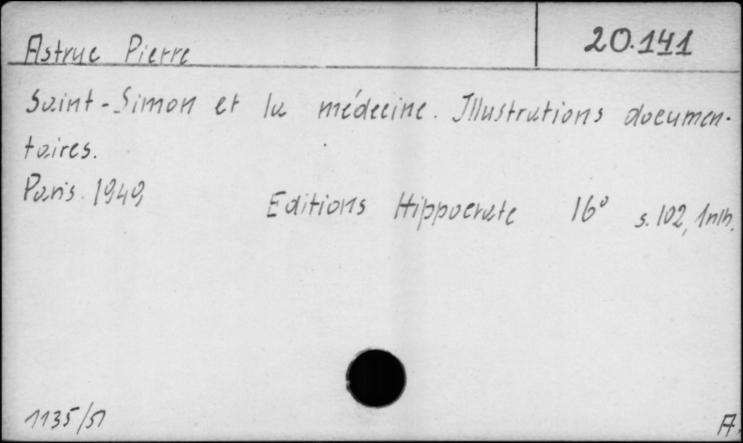 Astruc Pierre
20.141
Saint-Simon et la médecine. Illustrations documen-
taires.
Paris. 1949, Editions Hippocrate 16° s. 102, 1nlb.
1135/51
A.